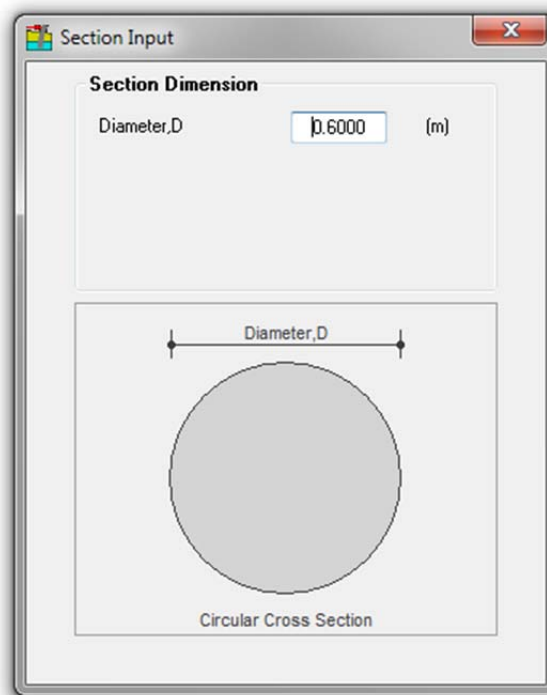 Section Input
Section Dimension
Diameter,D 0.6000 (m)
Diameter,D
Circular Cross Section